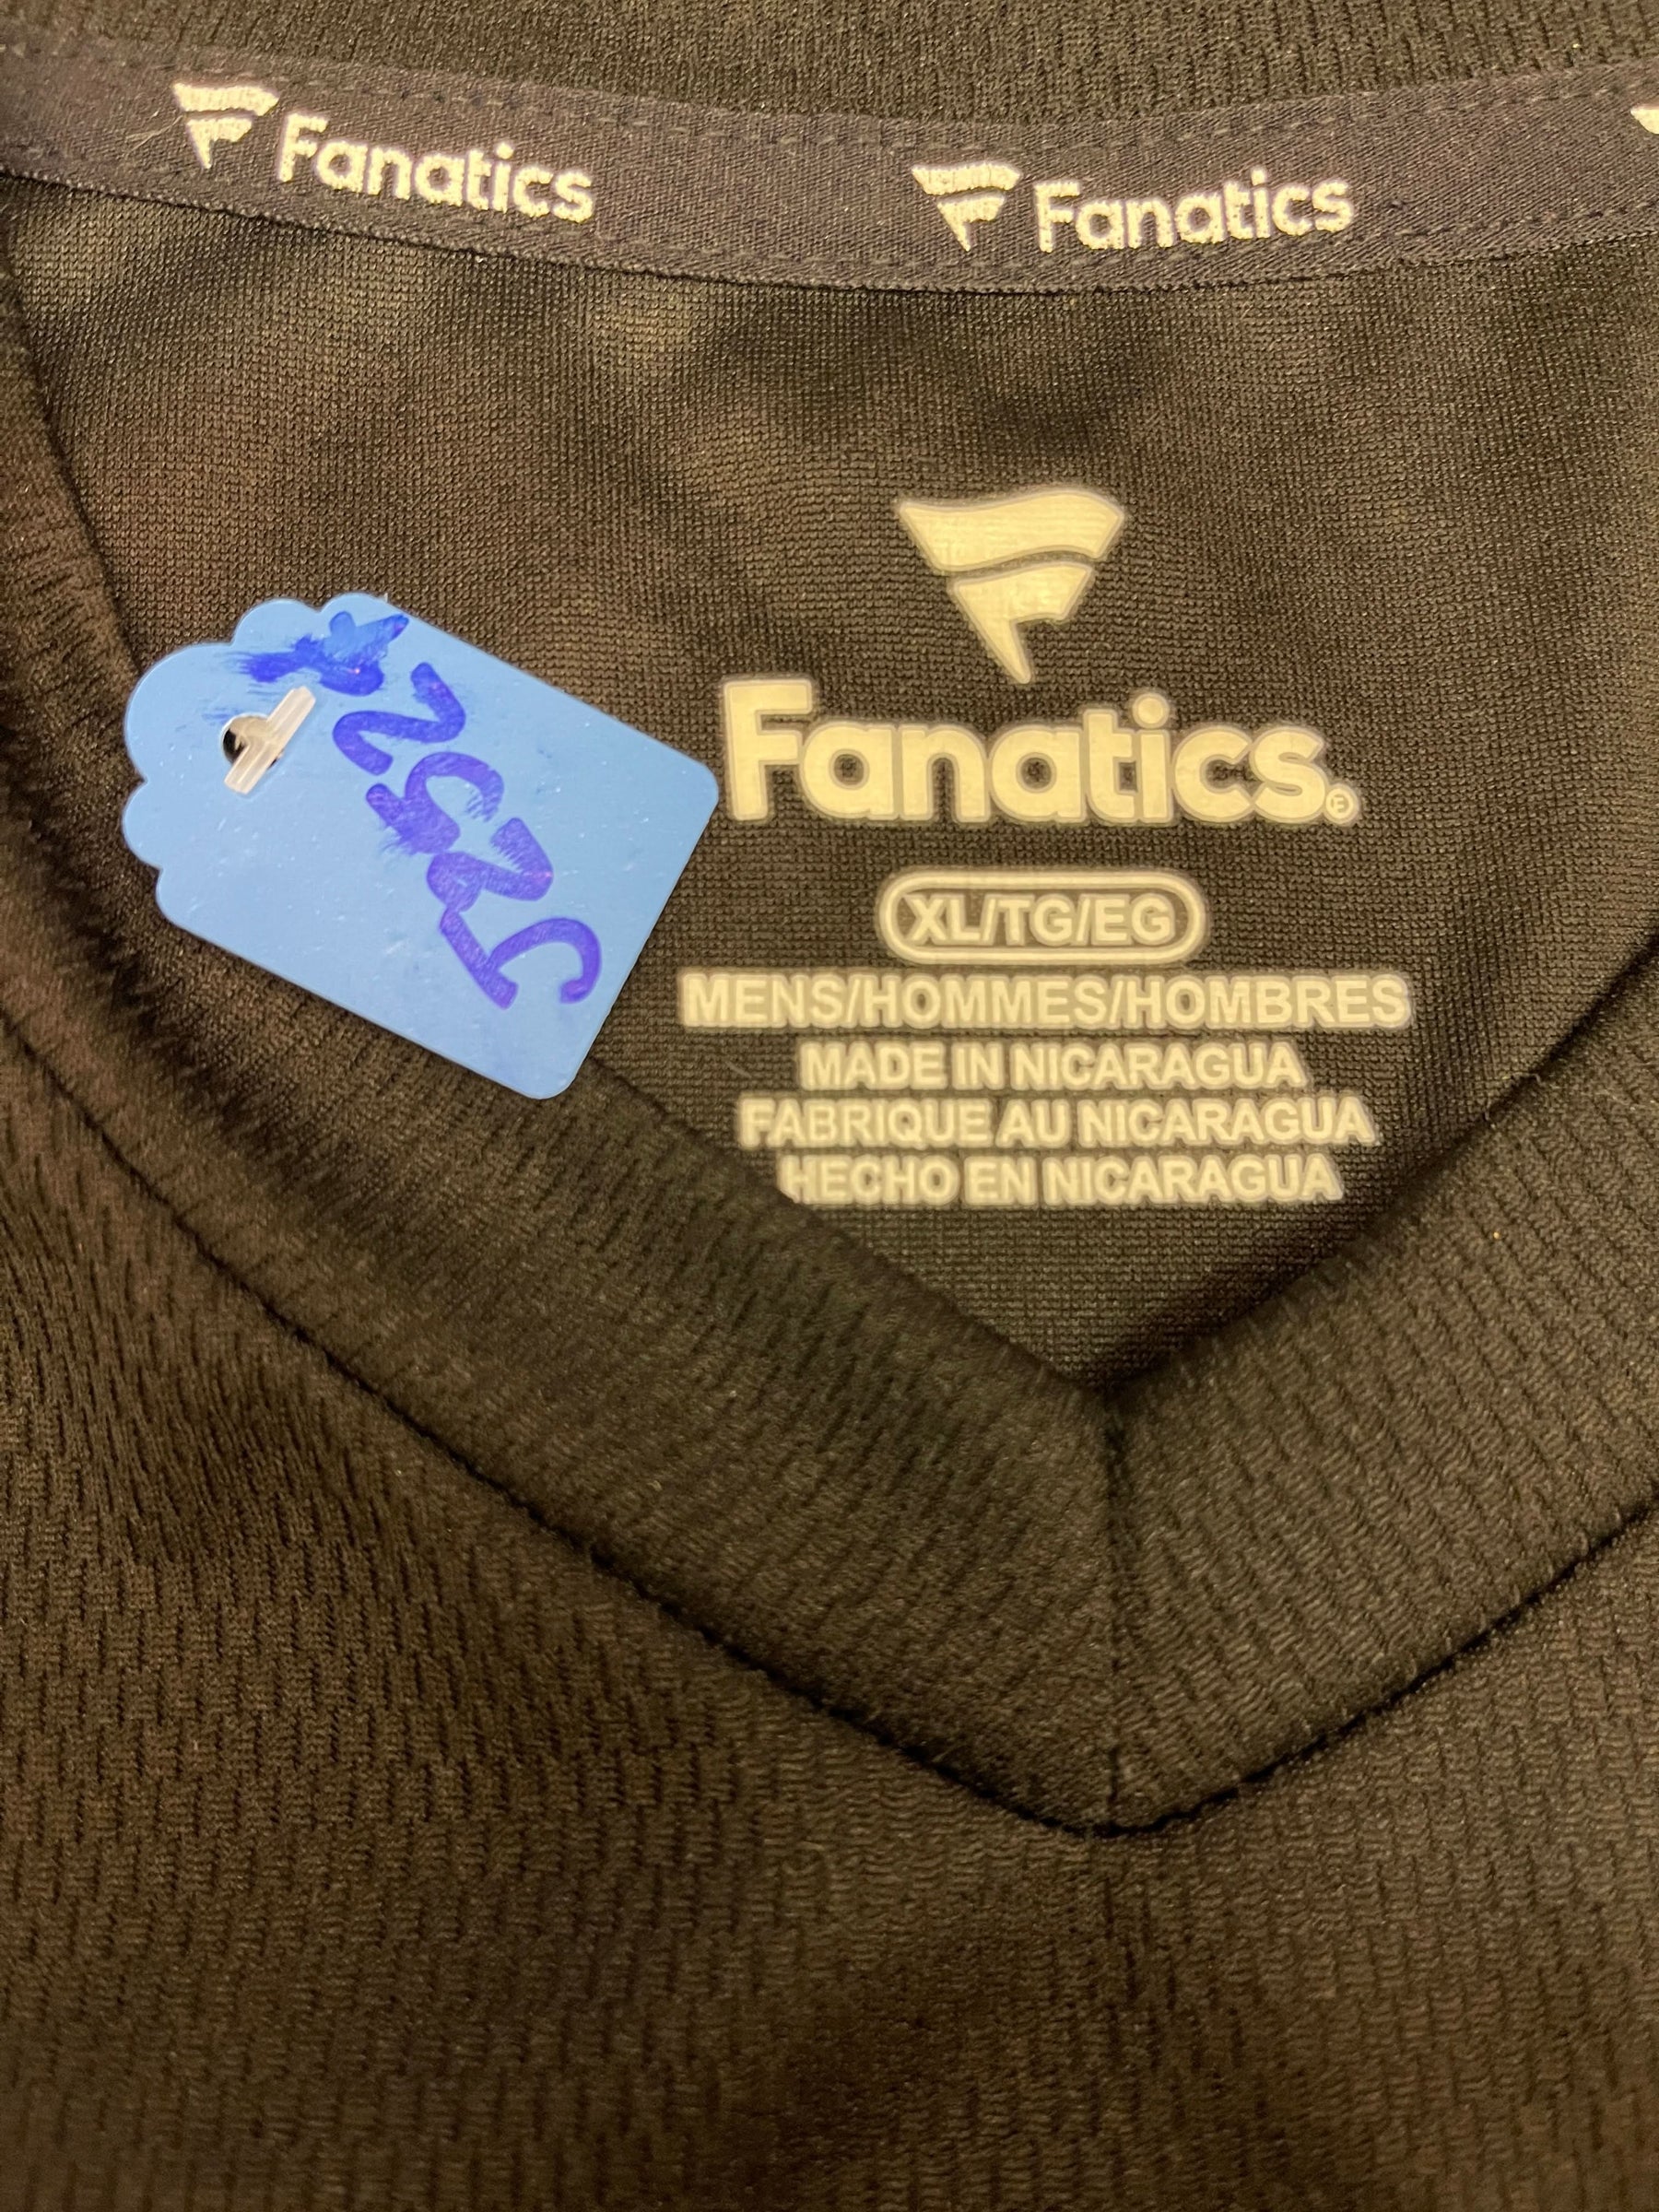 Fanatics
Fanatics
Fanatics®
XL/TG/EG
MENS/HOMMES/HOMBRES
MADE IN NICARAGUA
FABRIQUE AU NICARAGUA
HECHO EN NICARAGUA